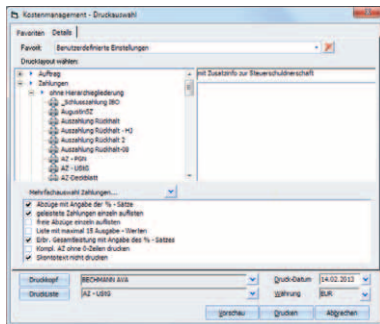 Kostenmanagement - Druckauswahl
Favoriten Details
Favorit: Benutzerdefinierte Einstellungen
Drucklayout wählen:
Auftrag
Zahlungen
ohne Hierarchiegliederung
_Schlusszahlung IBO
AugustinSZ
Auszahlung Rückhalt
Auszahlung Rückhalt - HJ
Auszahlung Rückhalt 2
Auszahlung Rückhalt-GB
AZ - PGN
AZ - UStG
AZ-Deckblatt
mit Zusatzinfo zur Steuerschuldnerschaft
Mehrfachauswahl Zahlungen...
Abzüge mit Angabe der % - Sätze
geleistete Zahlungen einzeln auflisten
freie Abzüge einzeln auflisten
Liste mit maximal 15 Ausgabe - Werten
Erbr. Gesamtleistung mit Angabe des % - Satzes
Kompl. AZ ohne 0-Zeilen drucken
Skontotext nicht drucken
Druckkopf BECHMANN AVA Druck-Datum 14.02.2013
Druckliste AZ - UStG Währung EUR
Vorschau Drucken Abbrechen